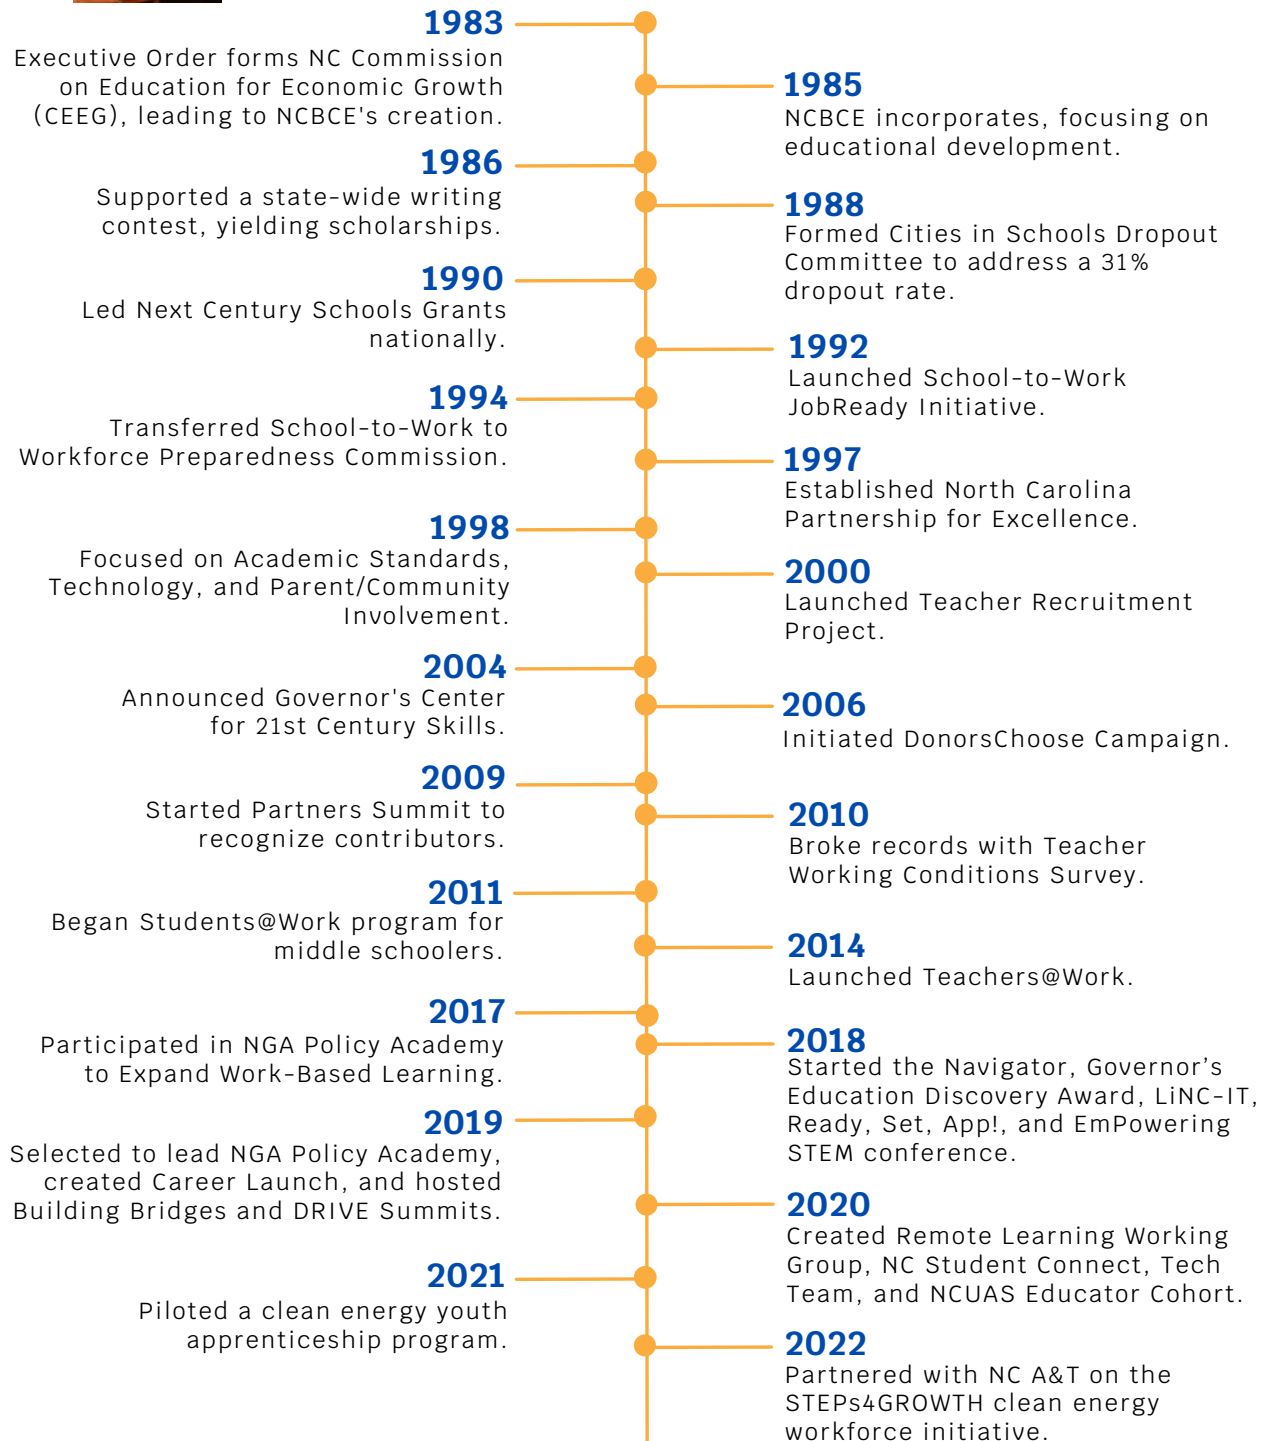 1983
Executive Order forms NC Commission
on Education for Economic Growth
(CEEG), leading to NCBCE's creation.
1985
NCBCE incorporates, focusing on
educational development.
1986
Supported a state-wide writing
contest, yielding scholarships.
1988
Formed Cities in Schools Dropout
Committee to address a 31%
dropout rate.
1990
Led Next Century Schools Grants
nationally.
1992
Launched School-to-Work
JobReady Initiative.
1994
Transferred School-to-Work to
Workforce Preparedness Commission.
1997
Established North Carolina
Partnership for Excellence.
1998
Focused on Academic Standards,
Technology, and Parent/Community
Involvement.
2000
Launched Teacher Recruitment
Project.
2004
Announced Governor's Center
for 21st Century Skills.
2006
Initiated DonorsChoose Campaign.
2009
Started Partners Summit to
recognize contributors.
2010
Broke records with Teacher
Working Conditions Survey.
2011
Began Students@Work program for
middle schoolers.
2014
Launched Teachers@Work.
2017
Participated in NGA Policy Academy
to Expand Work-Based Learning.
2018
Started the Navigator, Governor’s
Education Discovery Award, LiNC-IT,
Ready, Set, App!, and EmPowering
STEM conference.
2019
Selected to lead NGA Policy Academy,
created Career Launch, and hosted
Building Bridges and DRIVE Summits.
2020
Created Remote Learning Working
Group, NC Student Connect, Tech
Team, and NCUAS Educator Cohort.
2021
Piloted a clean energy youth
apprenticeship program.
2022
Partnered with NC A&T on the
STEPs4GROWTH clean energy
workforce initiative.